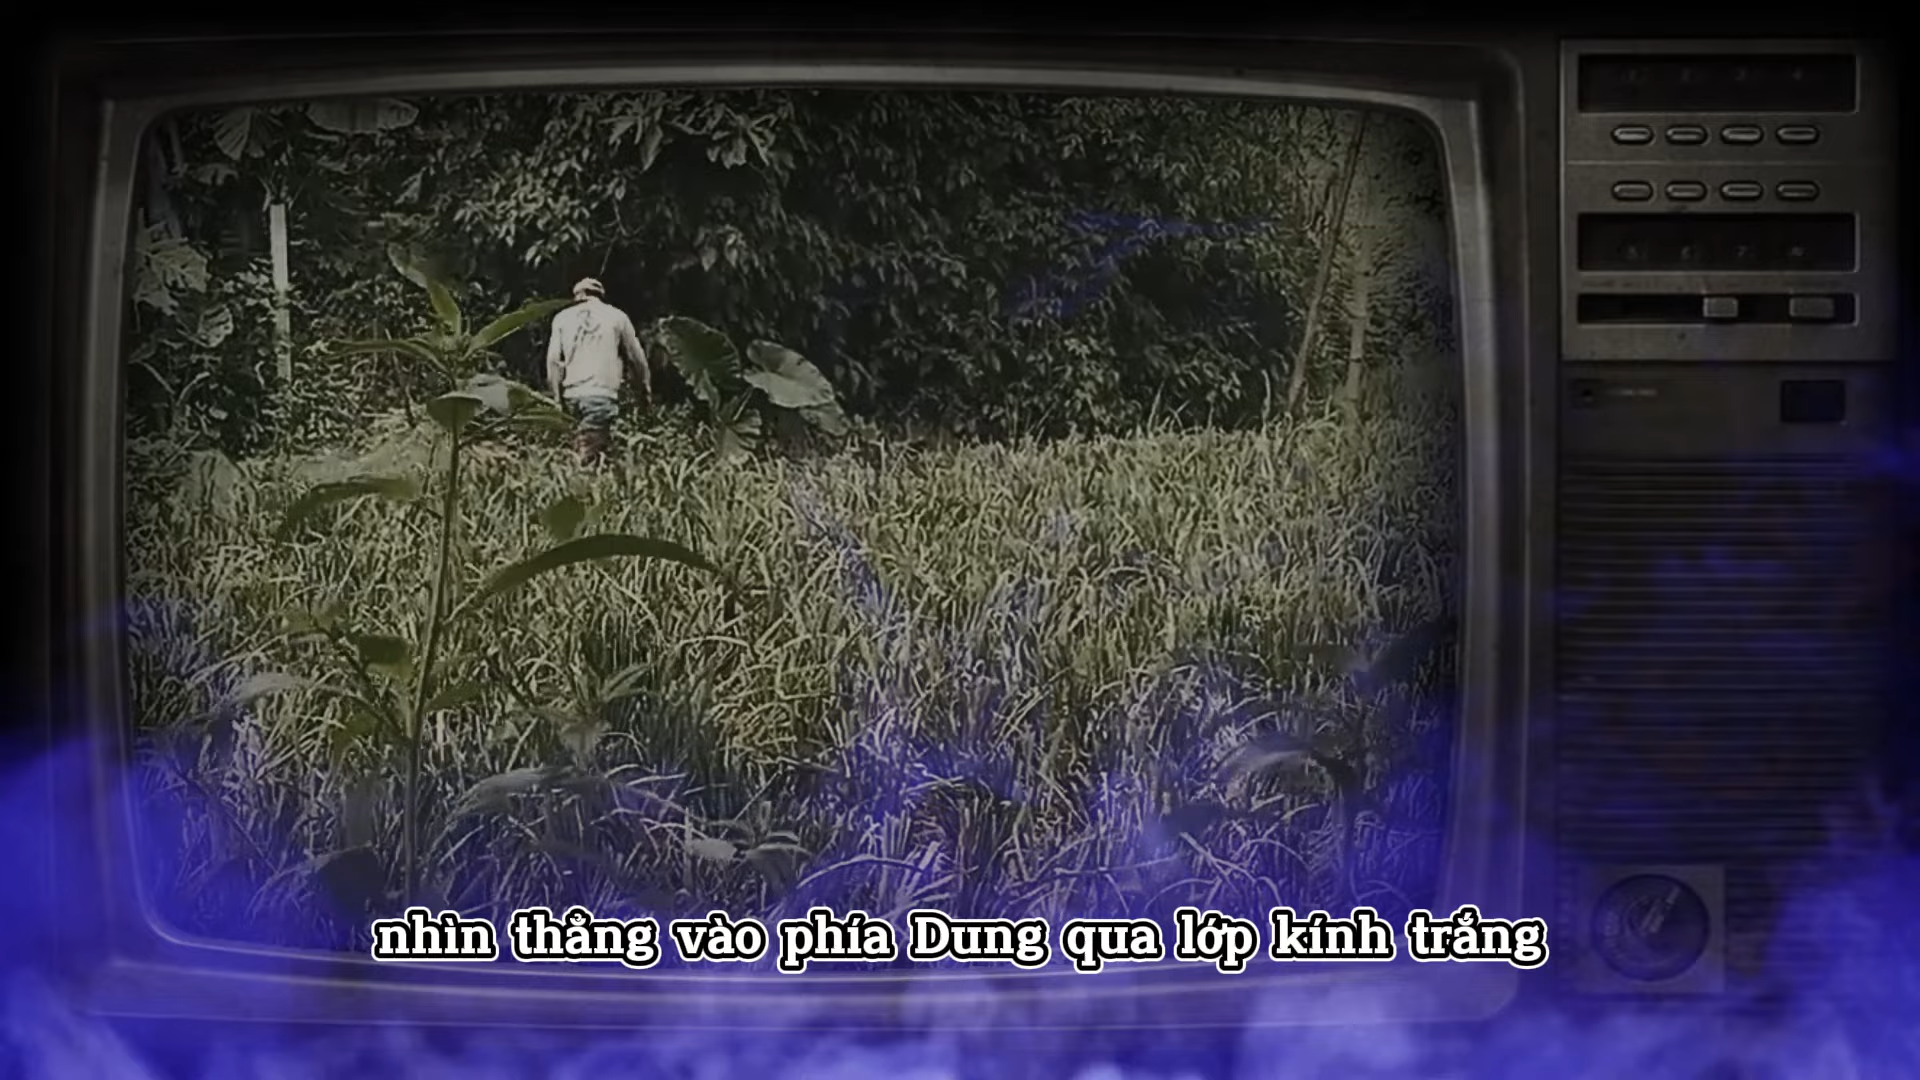 nhìn thẳng vào phía Dung qua lớp kính trắng